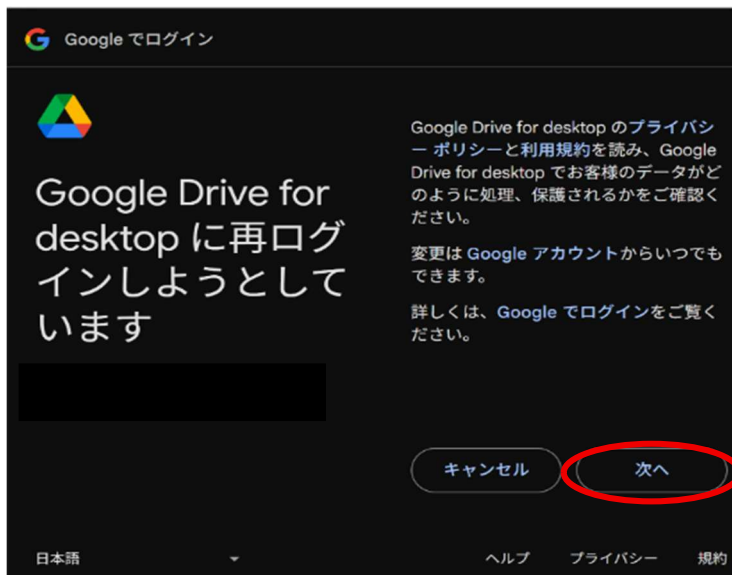 Google でログイン
Google Drive for
desktop に再ログ
インしようとして
います
Google Drive for desktop のプライバシ
ー ポリシーと利用規約を読み、Google
Drive for desktop でお客様のデータがど
のように処理、保護されるかをご確認く
ださい。
変更は Google アカウントからいつでも
できます。
詳しくは、Google でログインをご覧く
ださい。
キャンセル
次へ
日本語
ヘルプ
プライバシー
規約